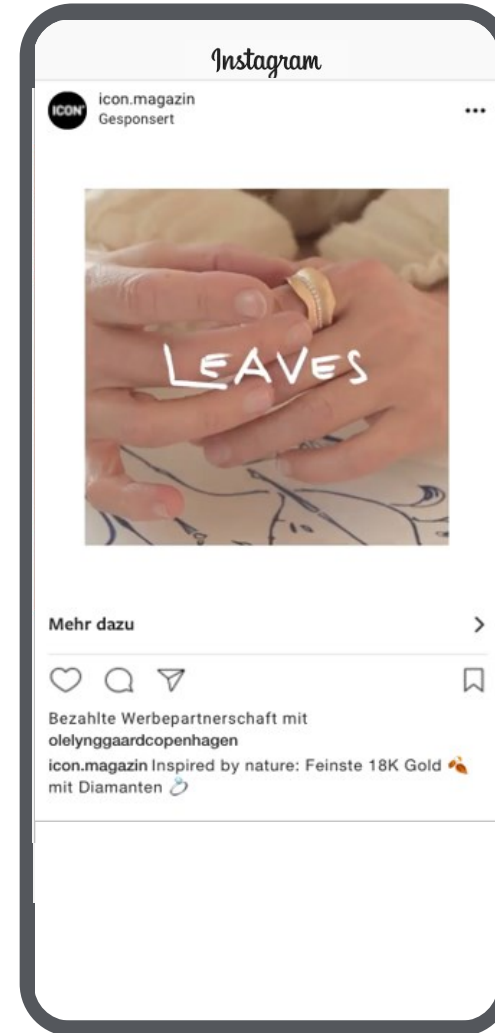 Instagram
ICON
icon.magazin
Gesponsert
LEAVES
Mehr dazu
Bezahlte Werbepartnerschaft mit
olelynggaardcopenhagen
icon.magazin Inspired by nature: Feinste 18K Gold 🍂
mit Diamanten 💍